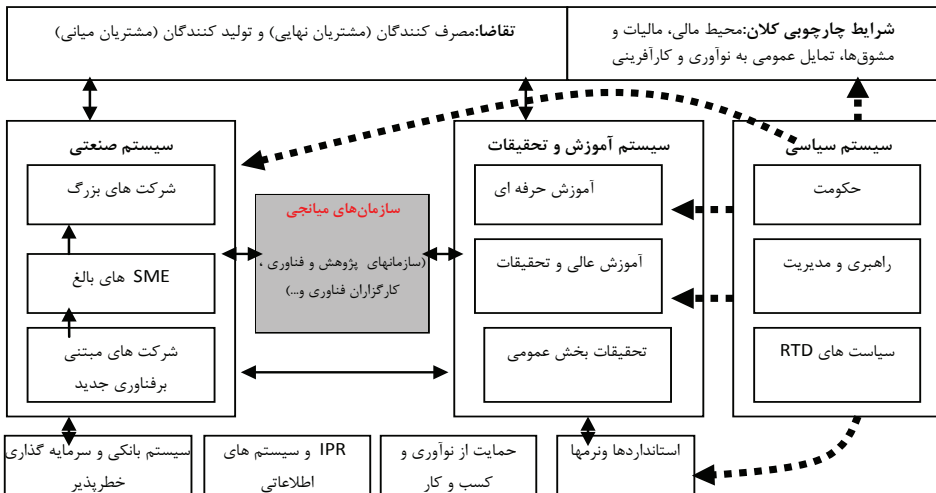 شرایط چارچوبی کلان:محیط مالی، مالیات و
مشوق‌ها، تمایل عمومی به نوآوری و کارآفرینی
تقاضا:مصرف کنندگان (مشتریان نهایی) و تولید کنندگان (مشتریان میانی)
سیستم سیاسی
حکومت
راهبری و مدیریت
سیاست های RTD
سیستم آموزش و تحقیقات
آموزش حرفه ای
آموزش عالی و تحقیقات
تحقیقات بخش عمومی
سازمان‌های میانجی
(سازمانهای پژوهش و فناوری ،
کارگزاران فناوری و...)
سیستم صنعتی
شرکت های بزرگ
SME های بالغ
شرکت های مبتنی
برفناوری جدید
استانداردها ونرمها
حمایت از نوآوری و
کسب و کار
IPR و سیستم های
اطلاعاتی
سیستم بانکی و سرمایه گذاری
خطرپذیر